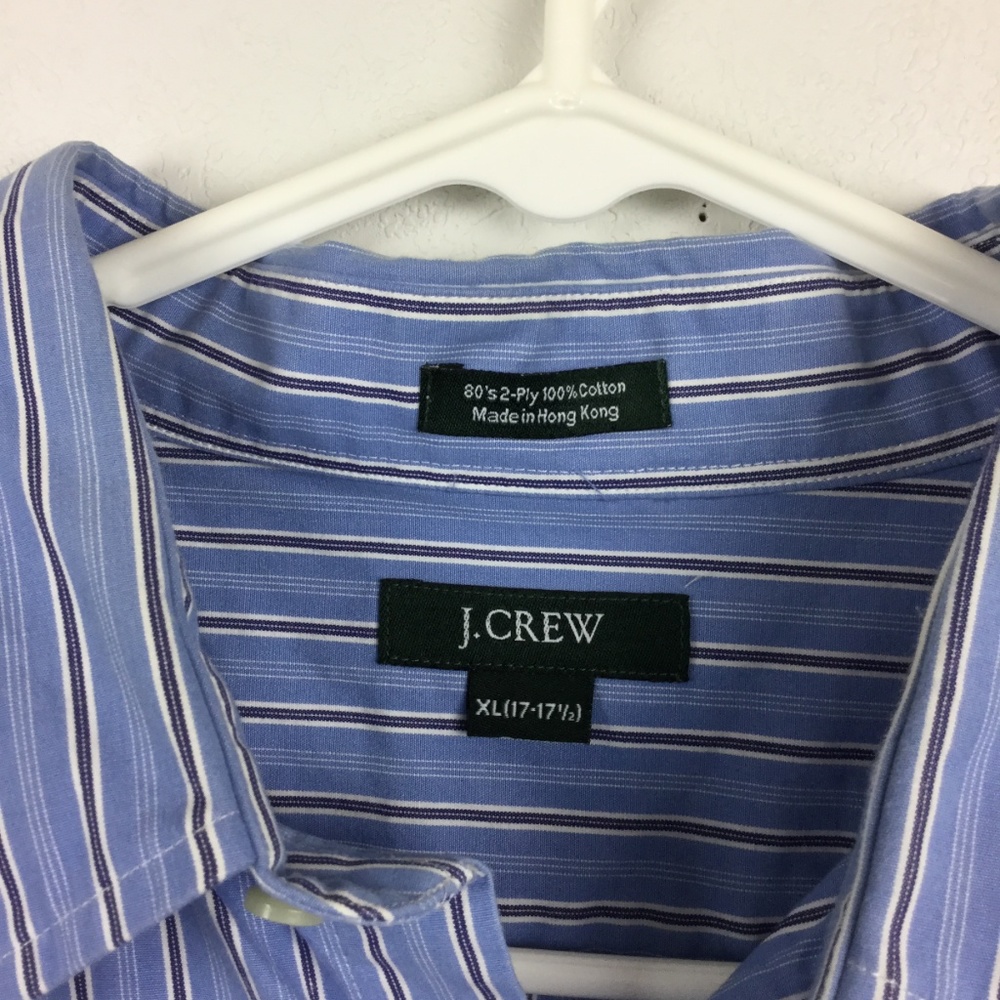 80's 2-Ply 100% Cotton
Made in Hong Kong
J.CREW
XL(17-17½)